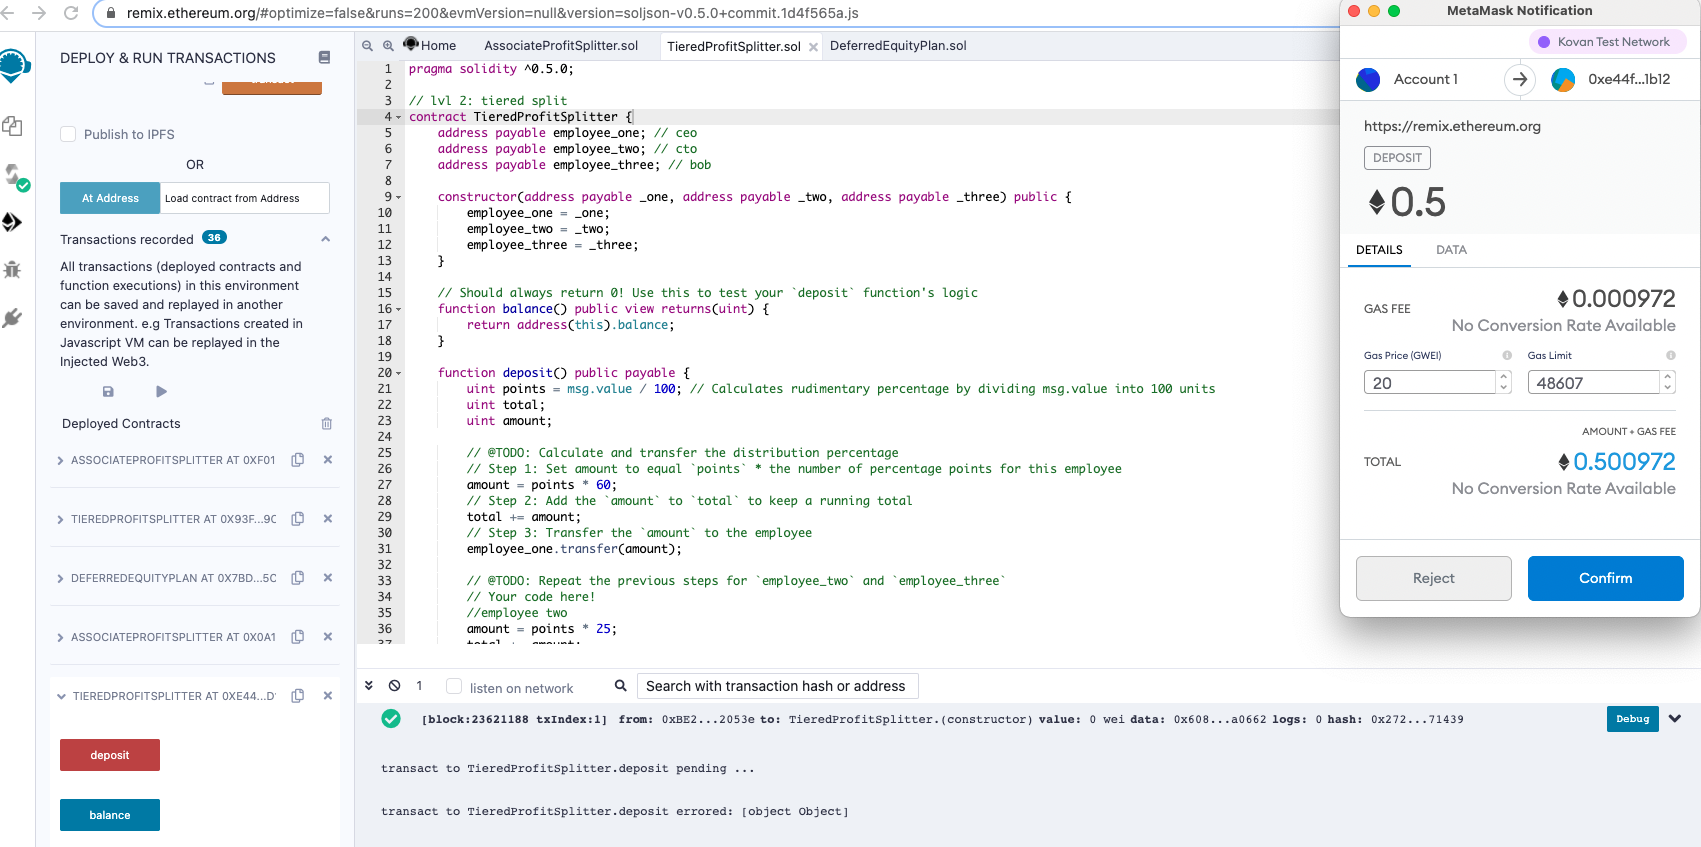 remix.ethereum.org/#optimize=false&runs=200&evmVersion=null&version=soljson-v0.5.0+commit.1d4f565a.js
DEPLOY & RUN TRANSACTIONS
Publish to IPFS
OR
At Address
Load contract from Address
Transactions recorded 36
All transactions (deployed contracts and
function executions) in this environment
can be saved and replayed in another
environment. e.g Transactions created in
Javascript VM can be replayed in the
Injected Web3.
Deployed Contracts
ASSOCIATEPROFITSPLITTER AT 0XF01
TIEREDPROFITSPLITTER AT 0X93F...9C
DEFERREDEQUITYPLAN AT 0X7BD...5C
ASSOCIATEPROFITSPLITTER AT 0X0A1
TIEREDPROFITSPLITTER AT 0XE44...D
deposit
balance
Home
AssociateProfitSplitter.sol
TieredProfitSplitter.sol
DeferredEquityPlan.sol
1 pragma solidity ^0.5.0;
2
3 // lvl 2: tiered split
4 contract TieredProfitSplitter {
5 address payable employee_one; // ceo
6 address payable employee_two; // cto
7 address payable employee_three; // bob
8
9 constructor(address payable _one, address payable _two, address payable _three) public {
10 employee_one = _one;
11 employee_two = _two;
12 employee_three = _three;
13 }
14
15 // Should always return 0! Use this to test your `deposit` function's logic
16 function balance() public view returns(uint) {
17 return address(this).balance;
18 }
19
20 function deposit() public payable {
21 uint points = msg.value / 100; // Calculates rudimentary percentage by dividing msg.value into 100 units
22 uint total;
23 uint amount;
24
25 // @TODO: Calculate and transfer the distribution percentage
26 // Step 1: Set amount to equal `points` * the number of percentage points for this employee
27 amount = points * 60;
28 // Step 2: Add the `amount` to `total` to keep a running total
29 total += amount;
30 // Step 3: Transfer the `amount` to the employee
31 employee_one.transfer(amount);
32
33 // @TODO: Repeat the previous steps for `employee_two` and `employee_three`
34 // Your code here!
35 //employee two
36 amount = points * 25;
37 total += amount;
1
listen on network
Search with transaction hash or address
[block:23621188 txIndex:1] from: 0xBE2...2053e to: TieredProfitSplitter.(constructor) value: 0 wei data: 0x608...a0662 logs: 0 hash: 0x272...71439
Debug
transact to TieredProfitSplitter.deposit pending ...
transact to TieredProfitSplitter.deposit errored: [object Object]
MetaMask Notification
Kovan Test Network
Account 1
0xe44f...1b12
https://remix.ethereum.org
DEPOSIT
0.5
DETAILS
DATA
GAS FEE
0.000972
No Conversion Rate Available
Gas Price (GWEI)
Gas Limit
20
48607
AMOUNT + GAS FEE
TOTAL
0.500972
No Conversion Rate Available
Reject
Confirm